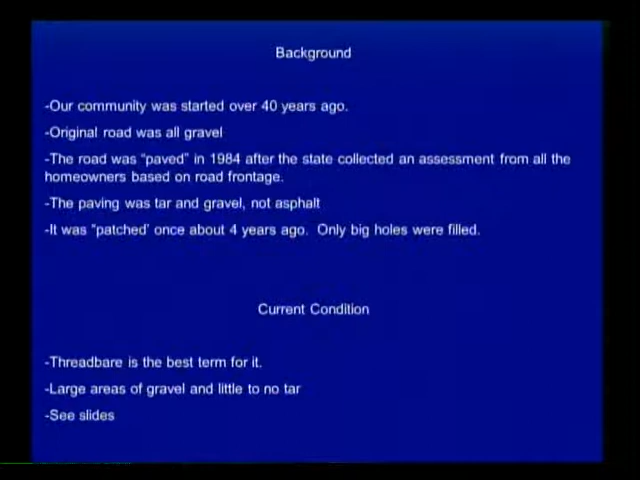 Background
-Our community was started over 40 years ago.
-Original road was all gravel
-The road was "paved" in 1984 after the state collected an assessment from all the
homeowners based on road frontage.
-The paving was tar and gravel, not asphalt
-It was "patched' once about 4 years ago.  Only big holes were filled.
Current Condition
-Threadbare is the best term for it.
-Large areas of gravel and little to no tar
-See slides